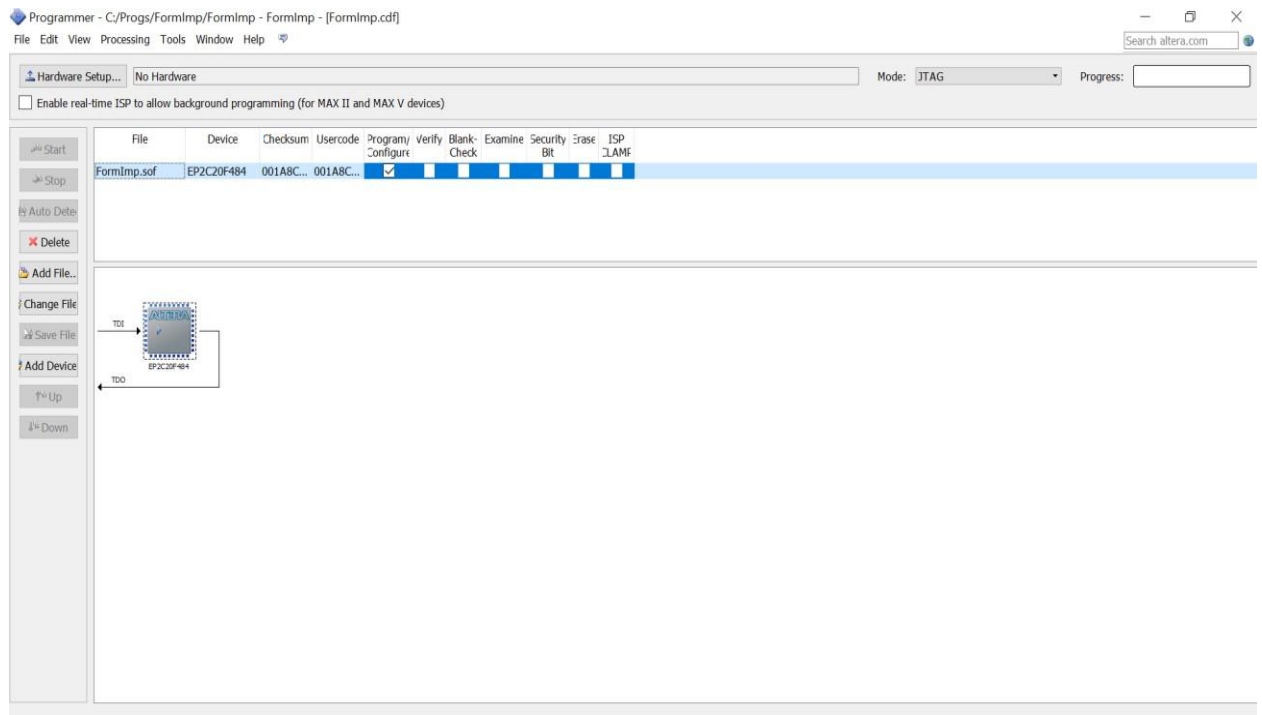 Programmer - C:/Progs/FormImp/FormImp - FormImp - [FormImp.cdf]
File Edit View Processing Tools Window Help
Search altera.com
Hardware Setup... No Hardware Mode: JTAG Progress:
Enable real-time ISP to allow background programming (for MAX II and MAX V devices)
File Device Checksum Usercode Program/ Verify Blank- Examine Security Erase ISP
Configure Check Bit CLAMP
FormImp.sof EP2C20F484 001A8C... 001A8C...
Start
Stop
Auto Dete
Delete
Add File..
Change File
Save File
Add Device
Up
Down
TDI
ALTERA
EP2C20F484
TDO